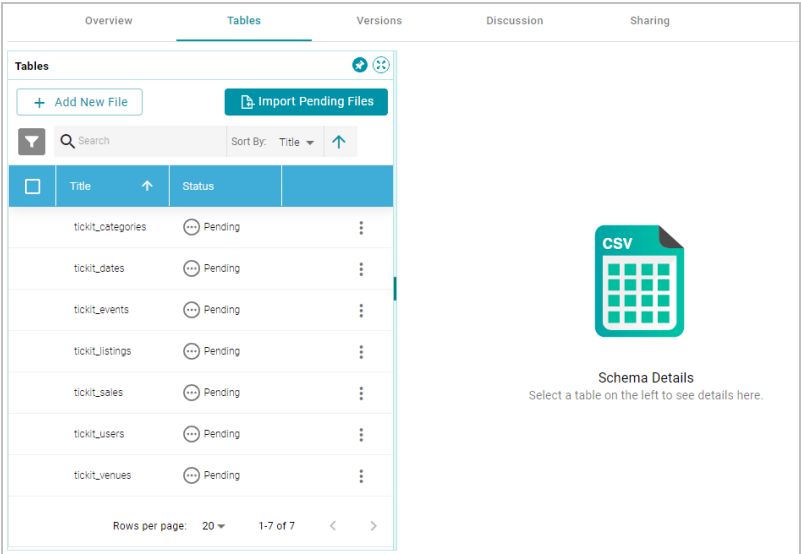 Overview Tables Versions Discussion Sharing
Tables
+ Add New File Import Pending Files
Search Sort By: Title
Title Status
tickit_categories Pending
tickit_dates Pending
tickit_events Pending
tickit_listings Pending
tickit_sales Pending
tickit_users Pending
tickit_venues Pending
Rows per page: 20 1-7 of 7
CSV
Schema Details
Select a table on the left to see details here.